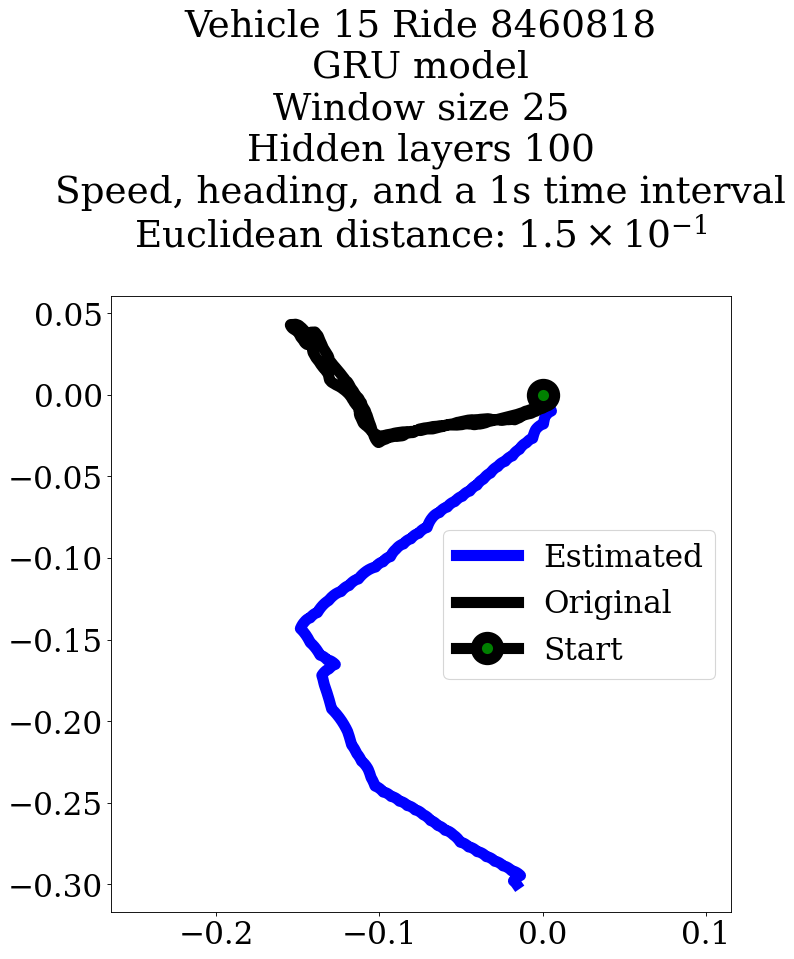 Vehicle 15 Ride 8460818
GRU model
Window size 25
Hidden layers 100
Speed, heading, and a 1s time interval
Euclidean distance: 1.5 × 10⁻¹
0.05
0.00
−0.05
−0.10
−0.15
−0.20
−0.25
−0.30
Estimated
Original
Start
−0.2
−0.1
0.0
0.1